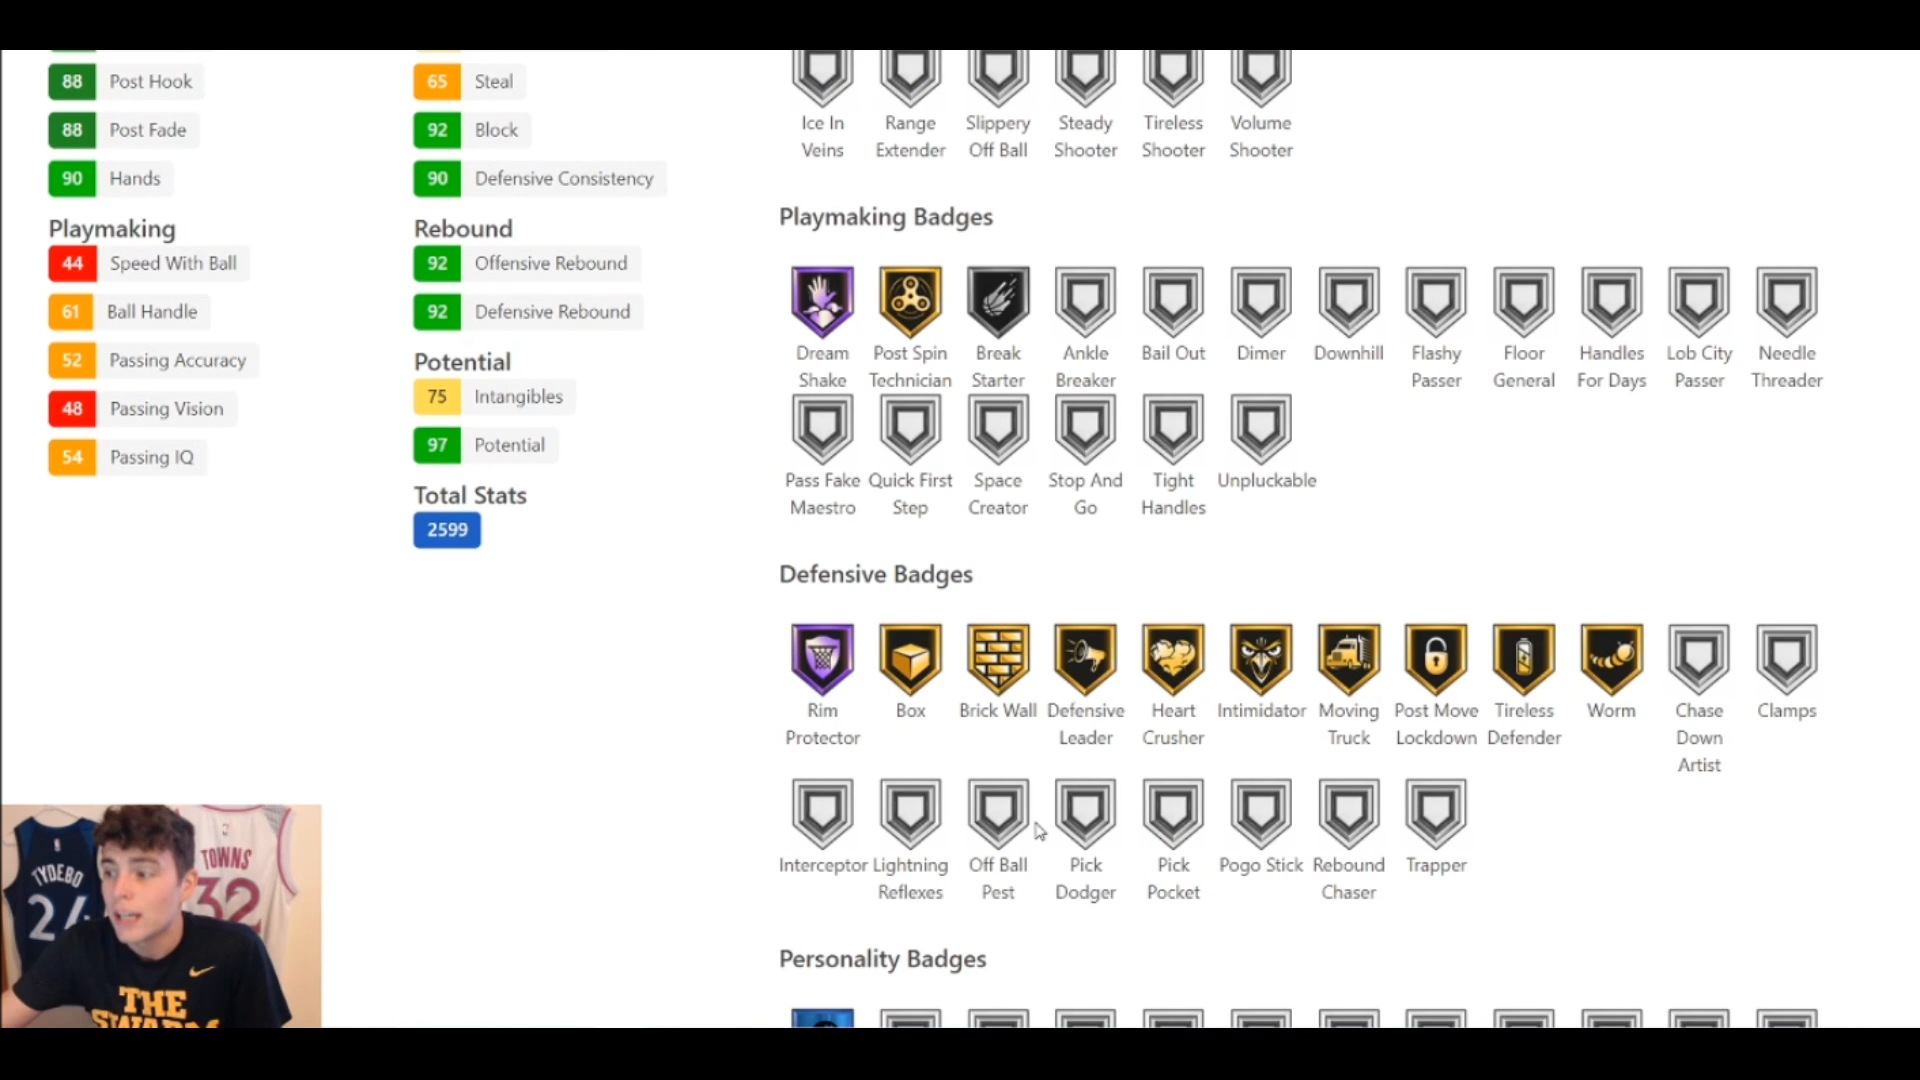 88 Post Hook
88 Post Fade
90 Hands
Playmaking
44 Speed With Ball
61 Ball Handle
52 Passing Accuracy
48 Passing Vision
54 Passing IQ
65 Steal
92 Block
90 Defensive Consistency
Rebound
92 Offensive Rebound
92 Defensive Rebound
Potential
75 Intangibles
97 Potential
Total Stats
2599
Ice In Veins
Range Extender
Slippery Off Ball
Steady Shooter
Tireless Shooter
Volume Shooter
Playmaking Badges
Dream Shake
Post Spin Technician
Break Starter
Ankle Breaker
Bail Out
Dimer
Downhill
Flashy Passer
Floor General
Handles For Days
Lob City Passer
Needle Threader
Pass Fake Maestro
Quick First Step
Space Creator
Stop And Go
Tight Handles
Unpluckable
Defensive Badges
Rim Protector
Box
Brick Wall
Defensive Leader
Heart Crusher
Intimidator
Moving Truck
Post Move Lockdown
Tireless Defender
Worm
Chase Down Artist
Clamps
Interceptor
Lightning Reflexes
Off Ball Pest
Pick Dodger
Pick Pocket
Pogo Stick
Rebound Chaser
Trapper
Personality Badges
TYDEBO
24
TOWNS
32
THE
SWARM